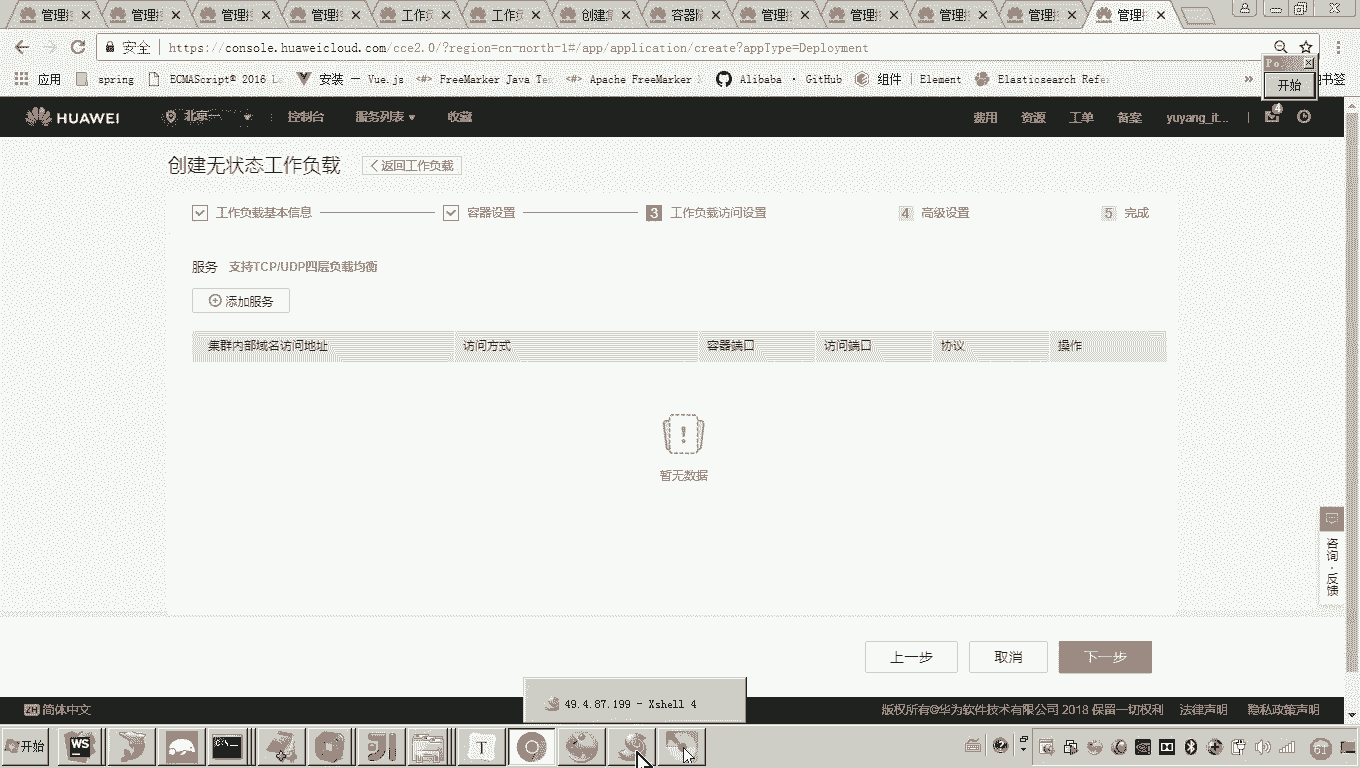 管理 管理 管理 管理 工作 工作 创建 容器 管理 管理 管理 管理 管理
安全 https://console.huaweicloud.com/cce2.0/?region=cn-north-1#/app/application/create?appType=Deployment
应用 spring ECMAScript® 2016 安装 — Vue.js FreeMarker Java Apache FreeMarker Alibaba · GitHub 组件 | Element Elasticsearch » 书签
开始
HUAWEI 北京一 控制台 服务列表 收藏 费用 资源 工单 备案 yuyang_it... 4
创建无状态工作负载 返回工作负载
工作负载基本信息 容器设置 3 工作负载访问设置 4 高级设置 5 完成
服务 支持TCP/UDP四层负载均衡
添加服务
集群内部域名访问地址 访问方式 容器端口 访问端口 协议 操作
暂无数据
咨询·反馈
上一步 取消 下一步
49.4.87.199 - Xshell 4
简体中文 版权所有@华为软件技术有限公司 2018 保留一切权利 法律声明 隐私政策声明
开始 WS T